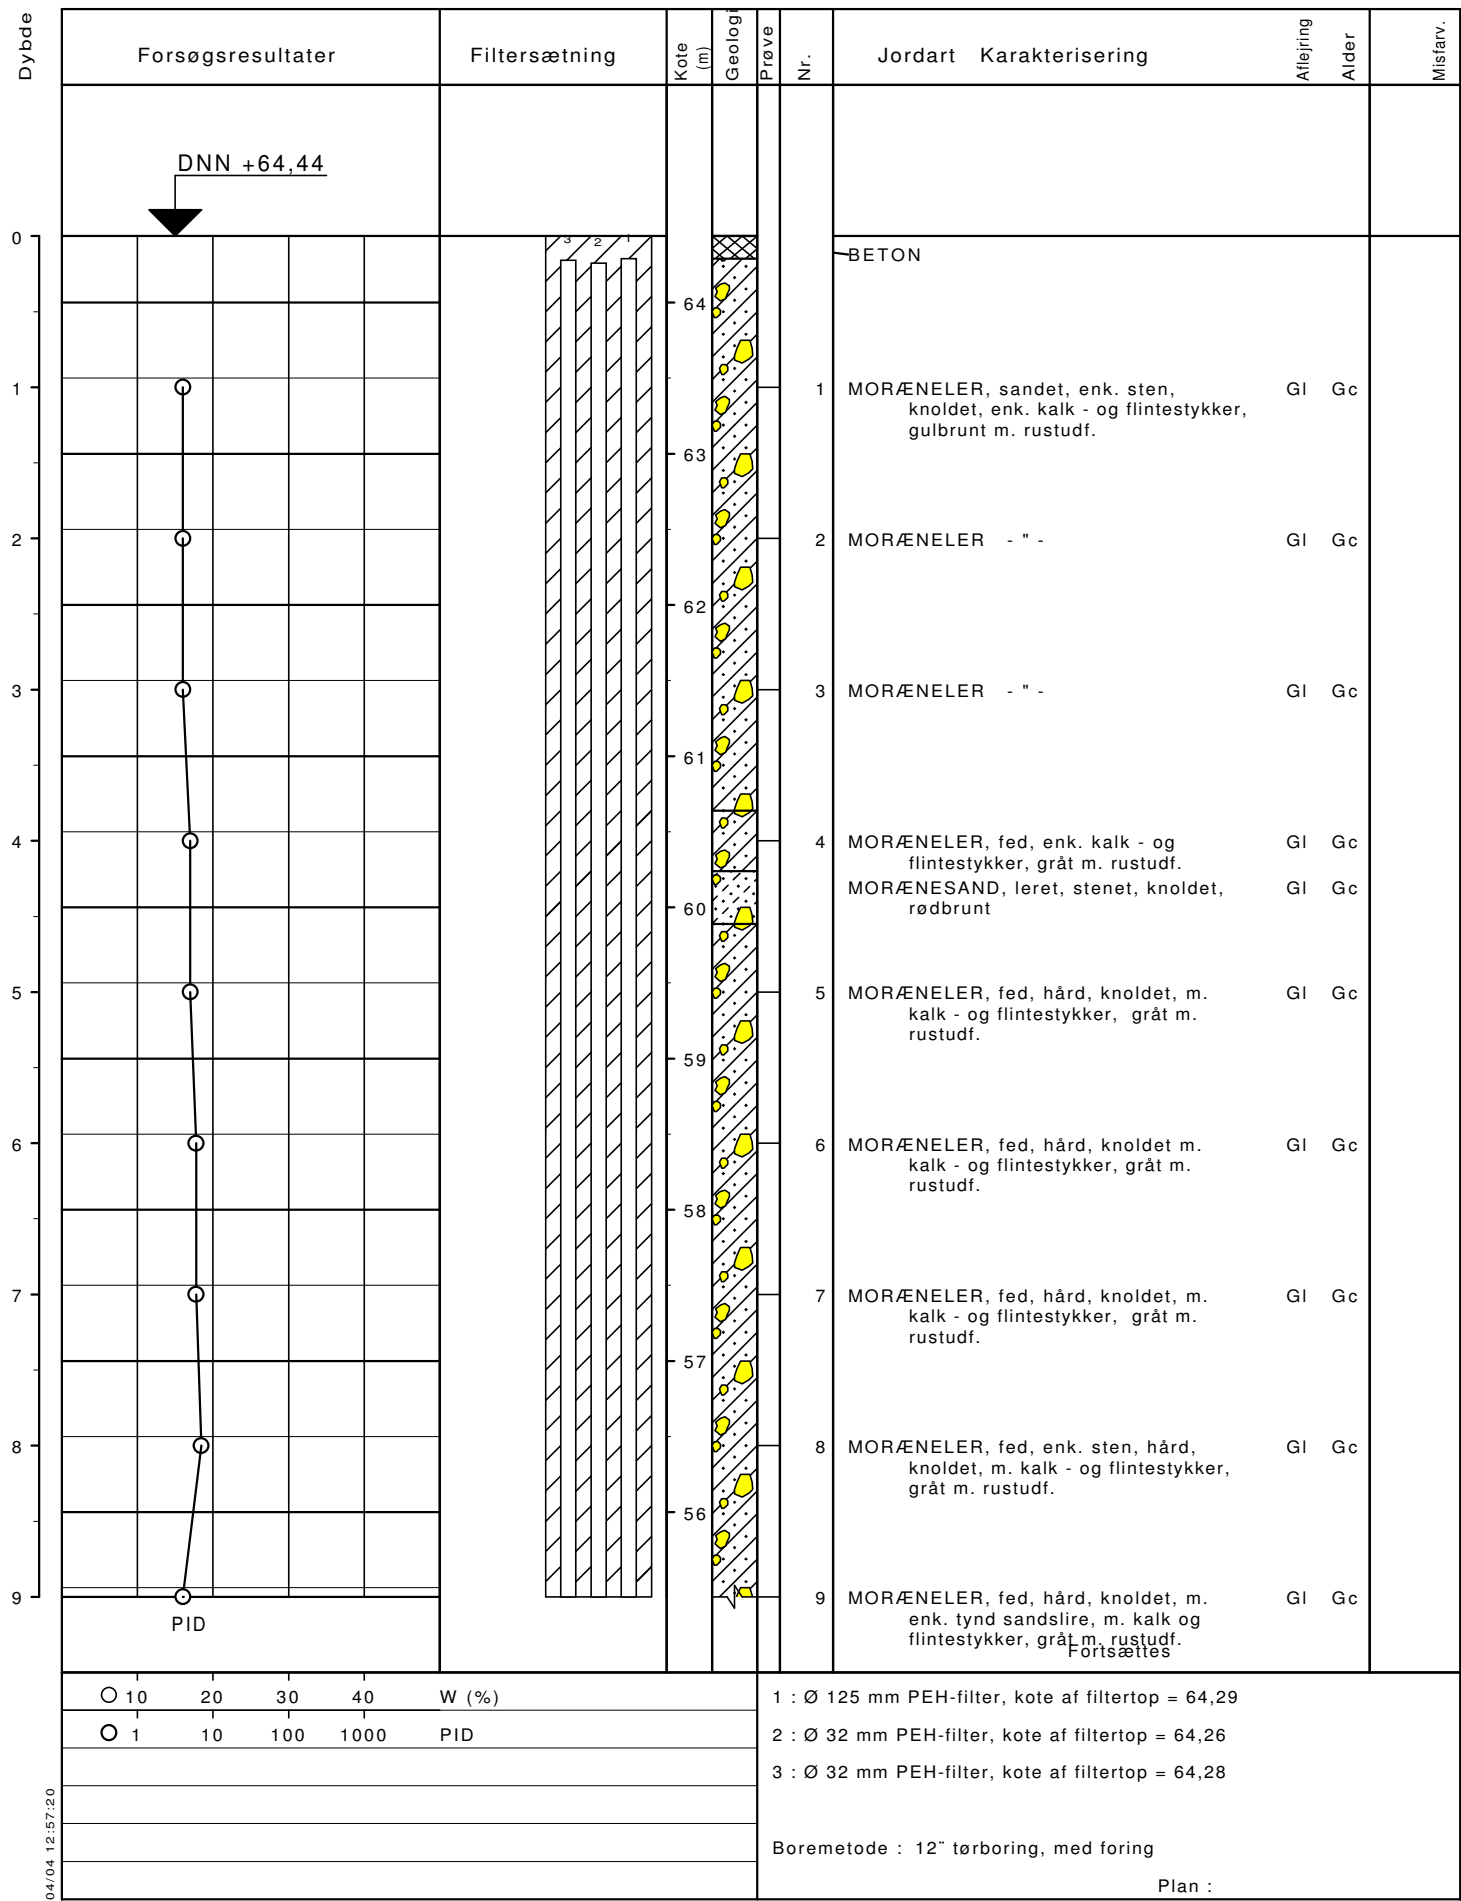 Dybde
Forsøgsresultater
Filtersætning
Kote
(m)
Geologi
Prøve
Nr.
Jordart Karakterisering
Aflejring
Alder
Misfarv.
DNN +64,44
0
3 2 1
BETON
64
1
1 MORÆNELER, sandet, enk. sten, Gl Gc
knoldet, enk. kalk - og flintestykker,
gulbrunt m. rustudf.
63
2
2 MORÆNELER - " - Gl Gc
62
3
3 MORÆNELER - " - Gl Gc
61
4
4 MORÆNELER, fed, enk. kalk - og Gl Gc
flintestykker, gråt m. rustudf.
MORÆNESAND, leret, stenet, knoldet, Gl Gc
rødbrunt
60
5
5 MORÆNELER, fed, hård, knoldet, m. Gl Gc
kalk - og flintestykker, gråt m.
rustudf.
59
6
6 MORÆNELER, fed, hård, knoldet m. Gl Gc
kalk - og flintestykker, gråt m.
rustudf.
58
7
7 MORÆNELER, fed, hård, knoldet, m. Gl Gc
kalk - og flintestykker, gråt m.
rustudf.
57
8
8 MORÆNELER, fed, enk. sten, hård, Gl Gc
knoldet, m. kalk - og flintestykker,
gråt m. rustudf.
56
9
9 MORÆNELER, fed, hård, knoldet, m. Gl Gc
enk. tynd sandslire, m. kalk og
flintestykker, gråt m. rustudf.
Fortsættes
PID
10 20 30 40 W (%)
1 10 100 1000 PID
1 : Ø 125 mm PEH-filter, kote af filtertop = 64,29
2 : Ø 32 mm PEH-filter, kote af filtertop = 64,26
3 : Ø 32 mm PEH-filter, kote af filtertop = 64,28
Boremetode : 12¨ tørboring, med foring
Plan :
04/04 12:57:20